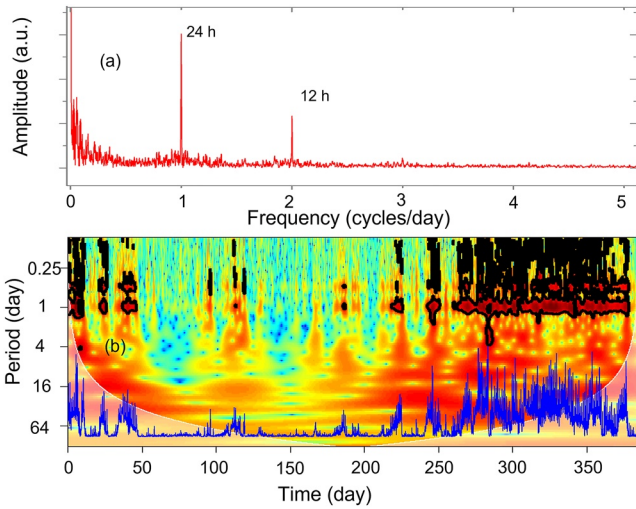 Amplitude (a.u.)
(a)
24 h
12 h
0 1 2 3 4 5
Frequency (cycles/day)
Period (day)
0.25
1
4
16
64
(b)
0 50 100 150 200 250 300 350
Time (day)